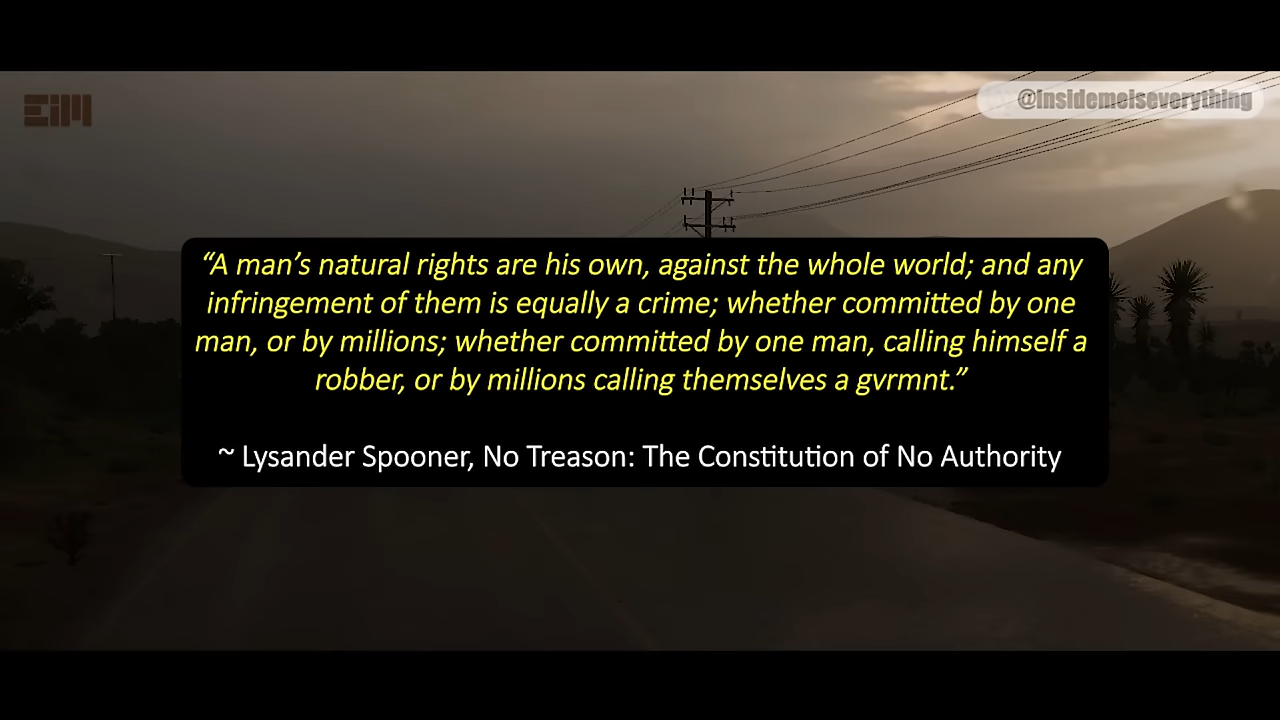 EiM
@insidemeiseverything
“A man’s natural rights are his own, against the whole world; and any
infringement of them is equally a crime; whether committed by one
man, or by millions; whether committed by one man, calling himself a
robber, or by millions calling themselves a gvrmnt.”
~ Lysander Spooner, No Treason: The Constitution of No Authority